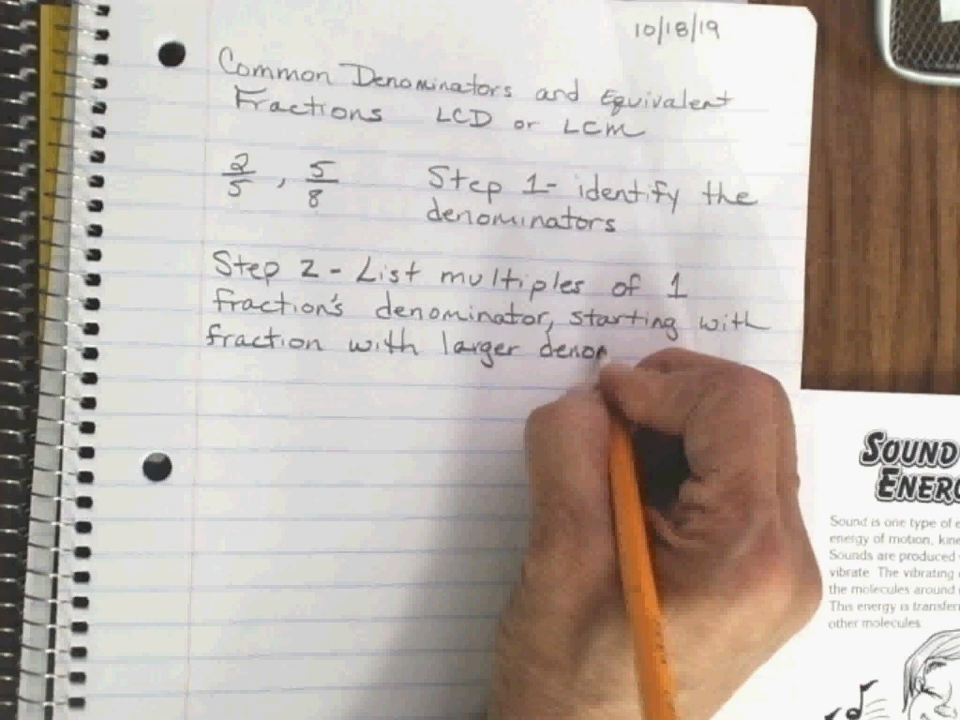 10/18/19
Common Denominators and Equivalent
Fractions LCD or LCM
2/5 , 5/8 Step 1- identify the
denominators
Step 2 - List multiples of 1
fraction's denominator, starting with
fraction with larger denom
SOUND
ENERG
Sound is one type of e
energy of motion, kine
Sounds are produced
vibrate. The vibrating
the molecules around
This energy is transfer
other molecules.